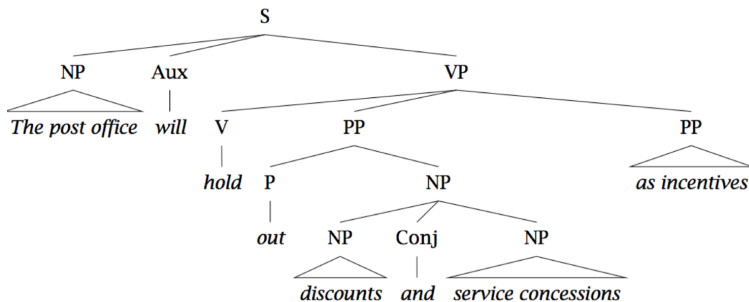 S
NP Aux VP
The post office will V PP PP
hold P NP as incentives
out NP Conj NP
discounts and service concessions